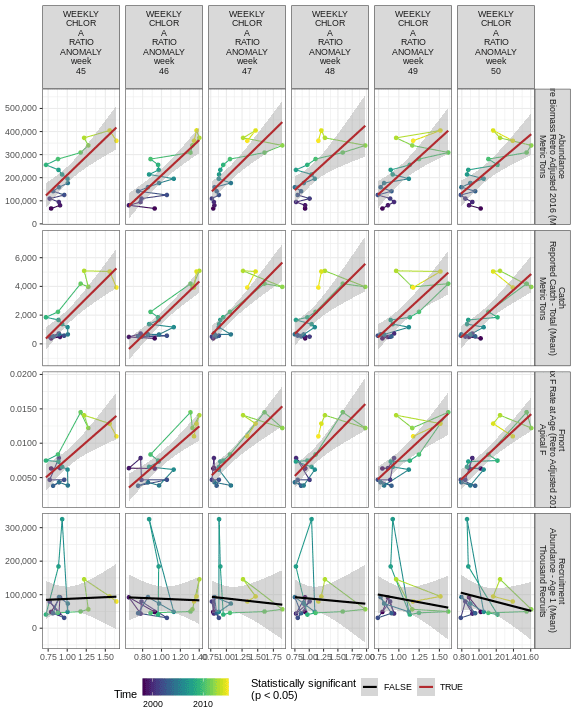 WEEKLY
CHLOR
A
RATIO
ANOMALY
week
45
WEEKLY
CHLOR
A
RATIO
ANOMALY
week
46
WEEKLY
CHLOR
A
RATIO
ANOMALY
week
47
WEEKLY
CHLOR
A
RATIO
ANOMALY
week
48
WEEKLY
CHLOR
A
RATIO
ANOMALY
week
49
WEEKLY
CHLOR
A
RATIO
ANOMALY
week
50
500,000
400,000
300,000
200,000
100,000
0
Abundance
re Biomass Retro Adjusted 2016 (M
Metric Tons
6,000
4,000
2,000
0
Catch
Reported Catch - Total (Mean)
Metric Tons
0.0200
0.0150
0.0100
0.0050
Fmort
F Rate at Age (Retro Adjusted 201
Apical F
300,000
200,000
100,000
0
Recruitment
Abundance - Age 1 (Mean)
Thousand Recruits
0.75 1.00 1.25 1.50
0.80 1.00 1.20 1.40
0.75 1.00 1.25 1.50 1.75
0.75 1.00 1.25 1.50 1.75 2.00
0.75 1.00 1.25 1.50
0.80 1.00 1.20 1.40 1.60
Time
2000 2010
Statistically significant
(p < 0.05)
FALSE TRUE